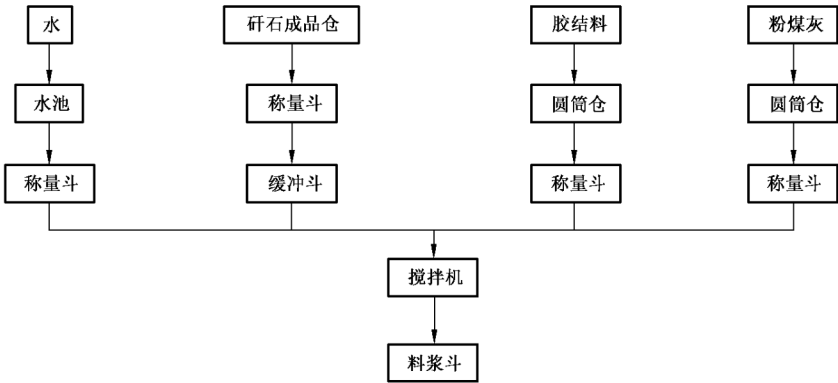 水
矸石成品仓
胶结料
粉煤灰
水池
称量斗
圆筒仓
圆筒仓
称量斗
缓冲斗
称量斗
称量斗
搅拌机
料浆斗